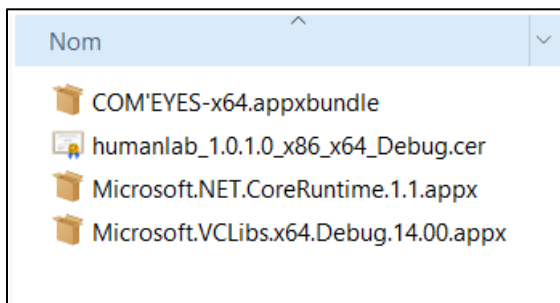 Nom
COM'EYES-x64.appxbundle
humanlab_1.0.1.0_x86_x64_Debug.cer
Microsoft.NET.CoreRuntime.1.1.appx
Microsoft.VCLibs.x64.Debug.14.00.appx